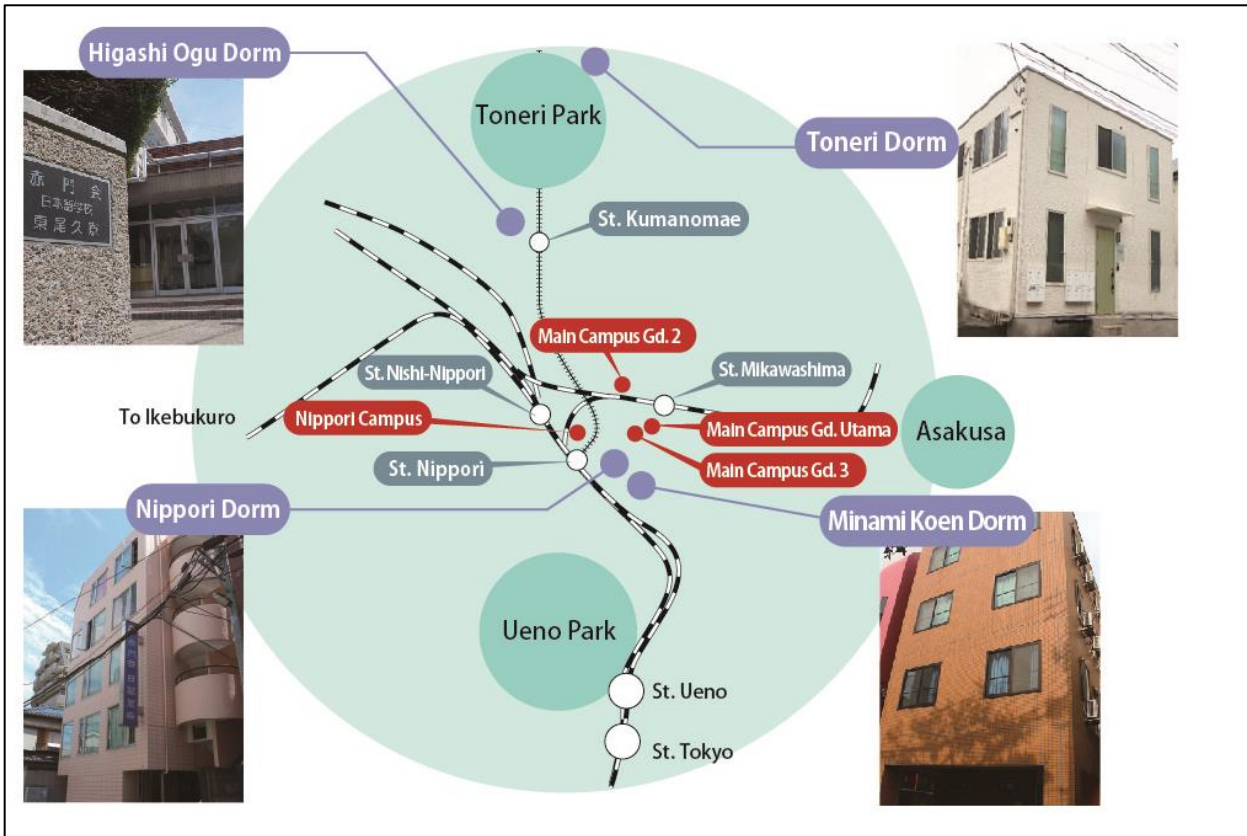 Higashi Ogu Dorm
Toneri Park
Toneri Dorm
赤門会
日本語学校
東尾久寮
St. Kumanomae
Main Campus Gd. 2
St. Nishi-Nippori
St. Mikawashima
To Ikebukuro
Nippori Campus
Main Campus Gd. Utama
Asakusa
St. Nippori
Main Campus Gd. 3
Nippori Dorm
Minami Koen Dorm
Ueno Park
St. Ueno
St. Tokyo